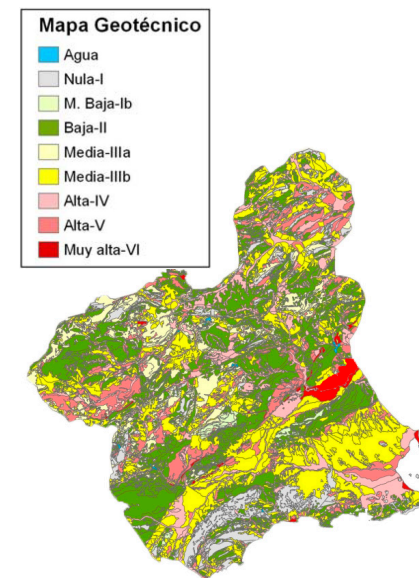 Mapa Geotécnico
Agua
Nula-I
M. Baja-Ib
Baja-II
Media-IIIa
Media-IIIb
Alta-IV
Alta-V
Muy alta-VI